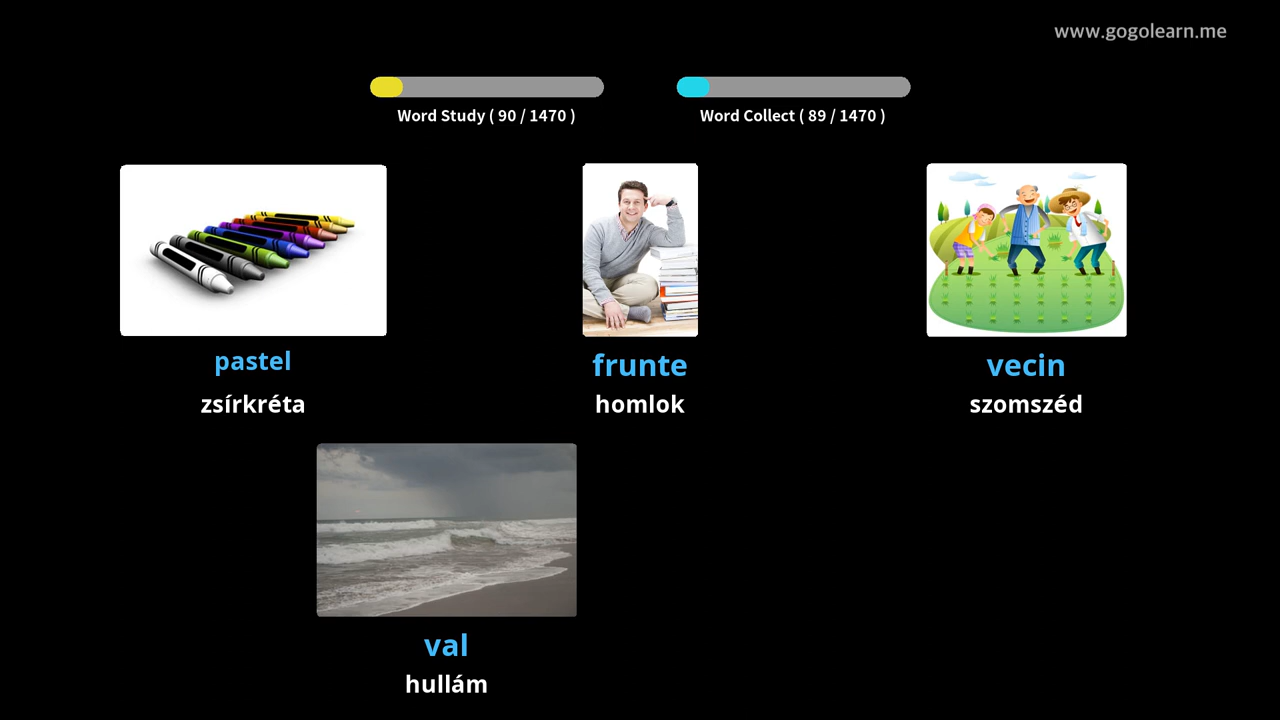 www.gogolearn.me
Word Study ( 90 / 1470 )
Word Collect ( 89 / 1470 )
pastel
frunte
vecin
zsírkréta
homlok
szomszéd
val
hullám